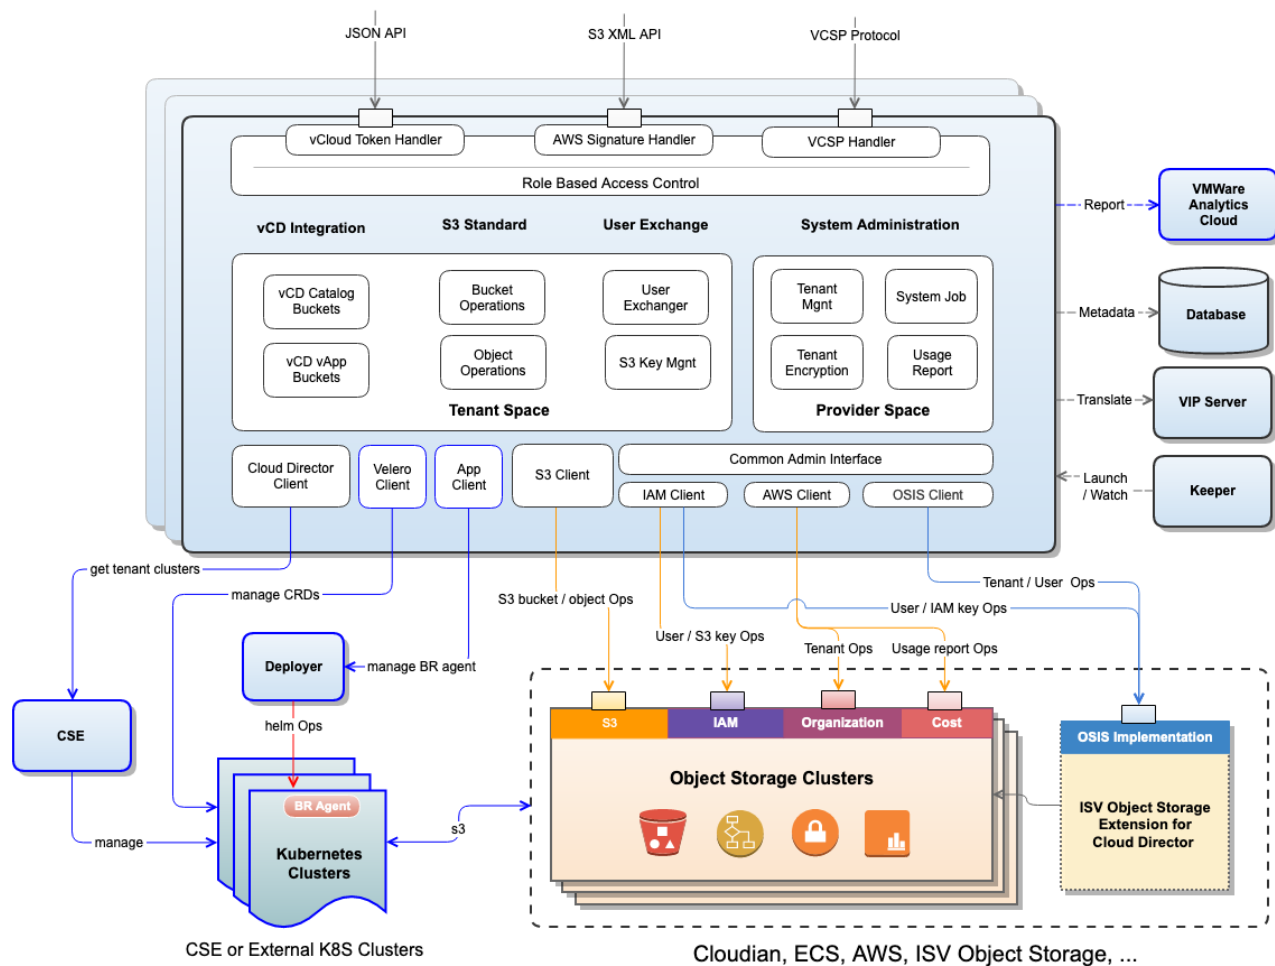 JSON API
S3 XML API
VCSP Protocol
vCloud Token Handler
AWS Signature Handler
VCSP Handler
Role Based Access Control
vCD Integration
S3 Standard
User Exchange
System Administration
vCD Catalog
Buckets
Bucket
Operations
User
Exchanger
Tenant
Mgnt
System Job
vCD vApp
Buckets
Object
Operations
S3 Key Mgnt
Tenant
Encryption
Usage
Report
Tenant Space
Provider Space
Cloud Director
Client
Velero
Client
App
Client
S3 Client
Common Admin Interface
IAM Client
AWS Client
OSIS Client
Report
VMWare
Analytics
Cloud
Metadata
Database
Translate
VIP Server
Launch
/ Watch
Keeper
get tenant clusters
manage CRDs
S3 bucket / object Ops
Tenant / User Ops
User / IAM key Ops
User / S3 key Ops
Tenant Ops
Usage report Ops
Deployer
manage BR agent
helm Ops
CSE
manage
BR Agent
Kubernetes
Clusters
s3
CSE or External K8S Clusters
S3
IAM
Organization
Cost
Object Storage Clusters
OSIS Implementation
ISV Object Storage
Extension for
Cloud Director
Cloudian, ECS, AWS, ISV Object Storage, ...